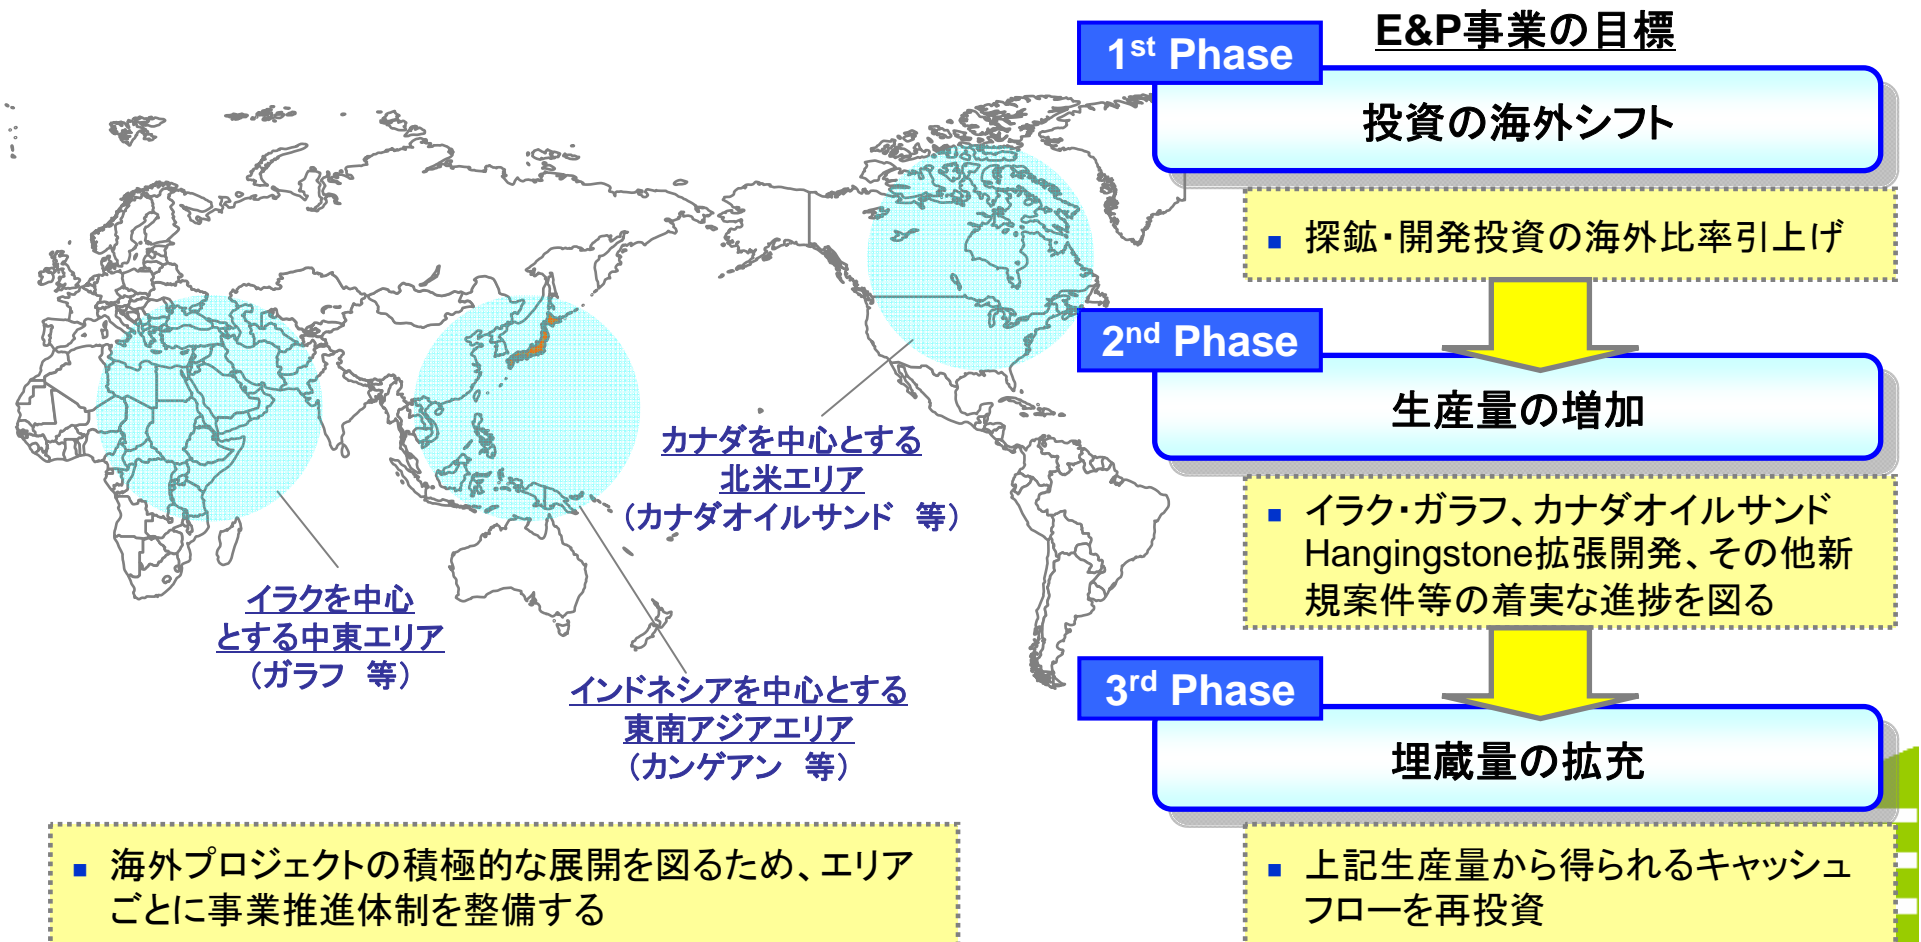 E&P事業の目標
1st Phase
投資の海外シフト
▪ 探鉱・開発投資の海外比率引上げ
2nd Phase
生産量の増加
▪ イラク・ガラフ、カナダオイルサンド
Hangingstone拡張開発、その他新
規案件等の着実な進捗を図る
3rd Phase
埋蔵量の拡充
▪ 上記生産量から得られるキャッシュ
フローを再投資
カナダを中心とする
北米エリア
（カナダオイルサンド　等）
イラクを中心
とする中東エリア
（ガラフ　等）
インドネシアを中心とする
東南アジアエリア
（カンゲアン　等）
▪ 海外プロジェクトの積極的な展開を図るため、エリア
ごとに事業推進体制を整備する